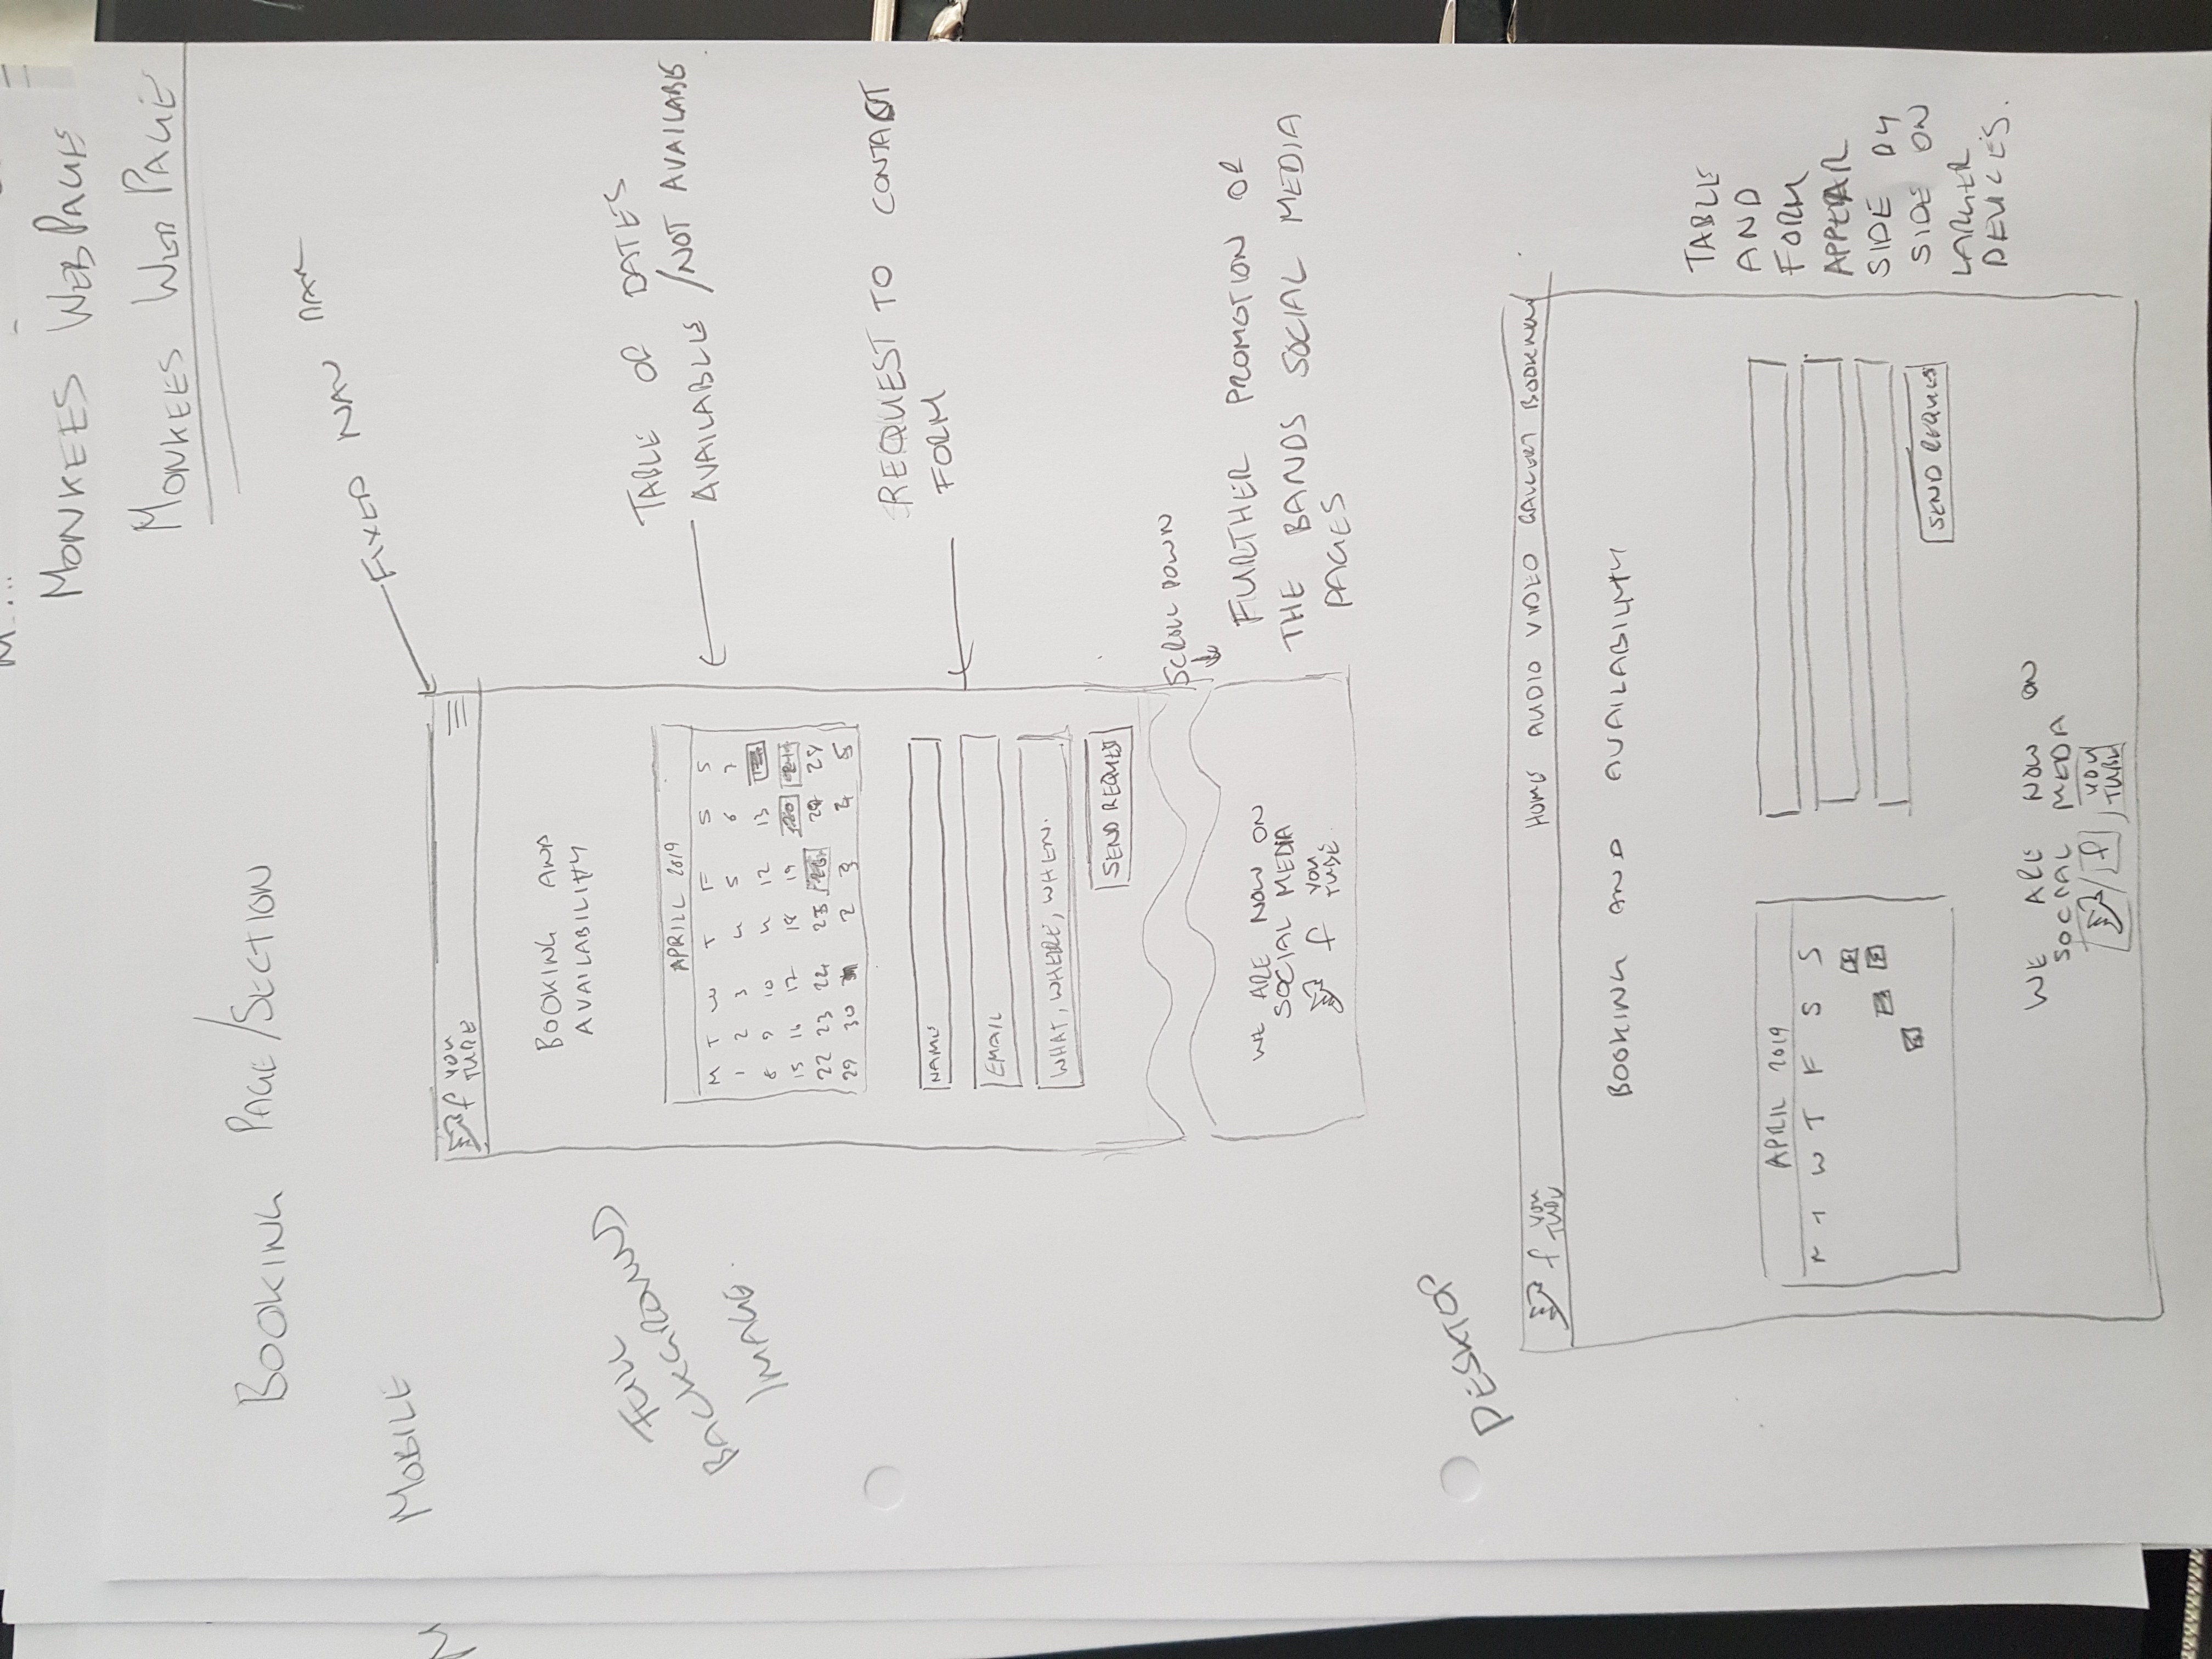 MONKEES WEB PAGE
MONKEES WEB PAGE
BOOKING PAGE/SECTION
MOBILE
FIXED NAV BAR
f YOU
TUBE
BOOKING AND
AVAILABILITY
FULL
BACKGROUND
IMAGE.
TABLE OF DATES
AVAILABLE /NOT AVAILABE
APRILL 2019
M T W T F S S
1 2 3 4 5 6 7
8 9 10 11 12 13
15 16 17 18 19 20 21
22 23 24 25 26 27 28
29 30 2 3 4 5
REQUEST TO CONTACT
FORM
NAME
EMAIL
WHAT, WHERE, WHEN.
SEND REQUEST
SCROLL DOWN
WE ARE NOW ON
SOCIAL MEDIA
f YOU
TUBE.
FURTHER PROMOTION OF
THE BANDS SOCIAL MEDIA
PAGES
DESKTOP
f YOU
TUBE
HOME AUDIO VIDEO GALLERY BOOKING
BOOKING AND AVAILABILITY
APRIL 2019
M T W T F S S
SEND REQUEST
TABLE
AND
FORM
APPEAR
SIDE BY
SIDE ON
LARGER
DEVICES.
WE ARE NOW ON
SOCIAL MEDA
f YOU
TUBE